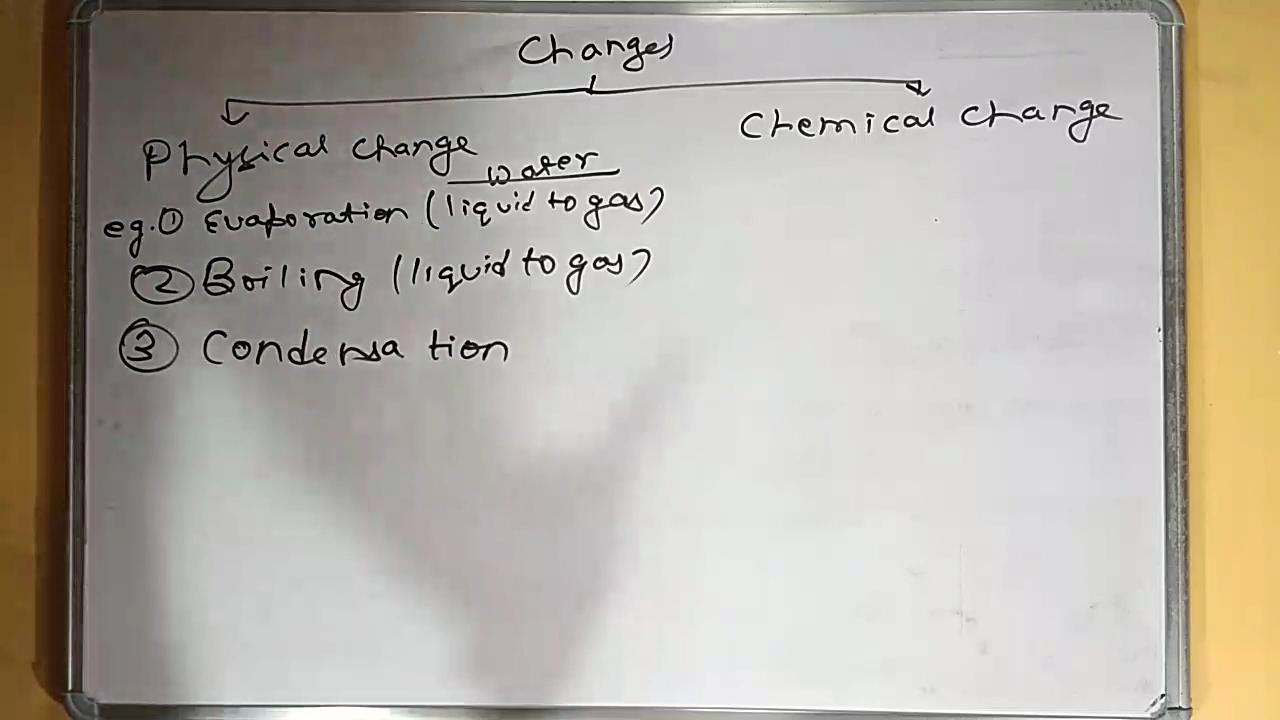 Changes
Physical change
Chemical change
water
eg.① Evaporation (liquid to gas)
② Boiling (liquid to gas)
③ Condensation